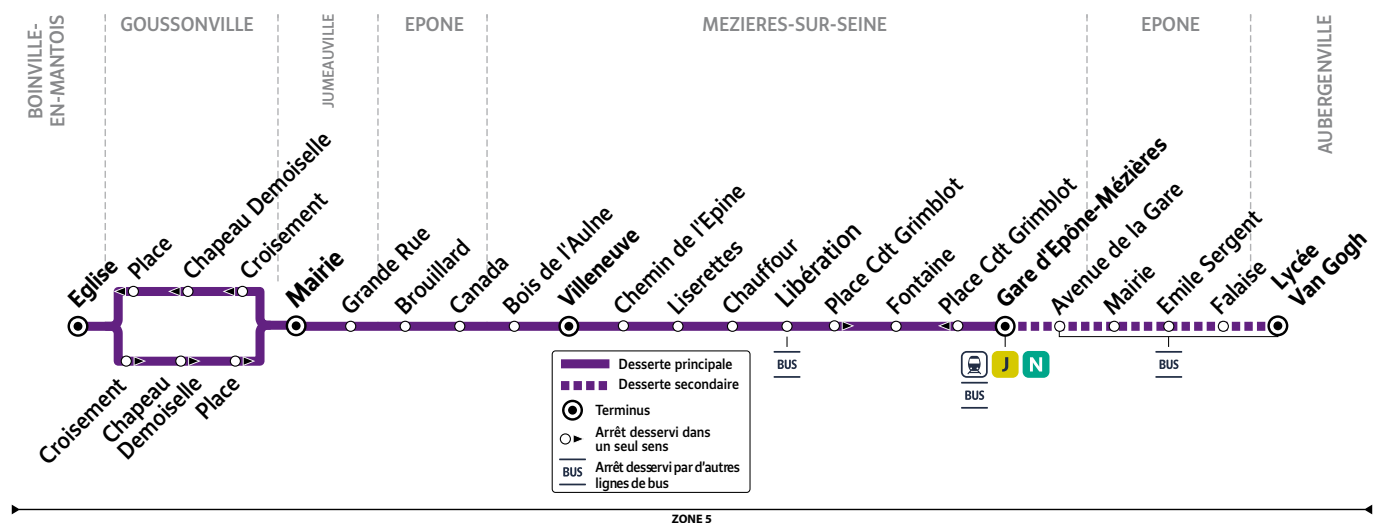 BOINVILLE-
EN-MANTOIS
GOUSSONVILLE
JUMEAUVILLE
EPONE
MEZIERES-SUR-SEINE
EPONE
AUBERGENVILLE
Eglise
Place
Chapeau Demoiselle
Croisement
Mairie
Grande Rue
Brouillard
Canada
Bois de l'Aulne
Villeneuve
Chemin de l'Epine
Liserettes
Chauffour
Libération
Place Cdt Grimblot
Fontaine
Place Cdt Grimblot
Gare d'Epône-Mézières
Avenue de la Gare
Mairie
Emile Sergent
Falaise
Lycée
Van Gogh
Croisement
Chapeau
Demoiselle
Place
BUS
J
N
BUS
BUS
Desserte principale
Desserte secondaire
Terminus
Arrêt desservi dans
un seul sens
BUS
Arrêt desservi par d'autres
lignes de bus
ZONE 5